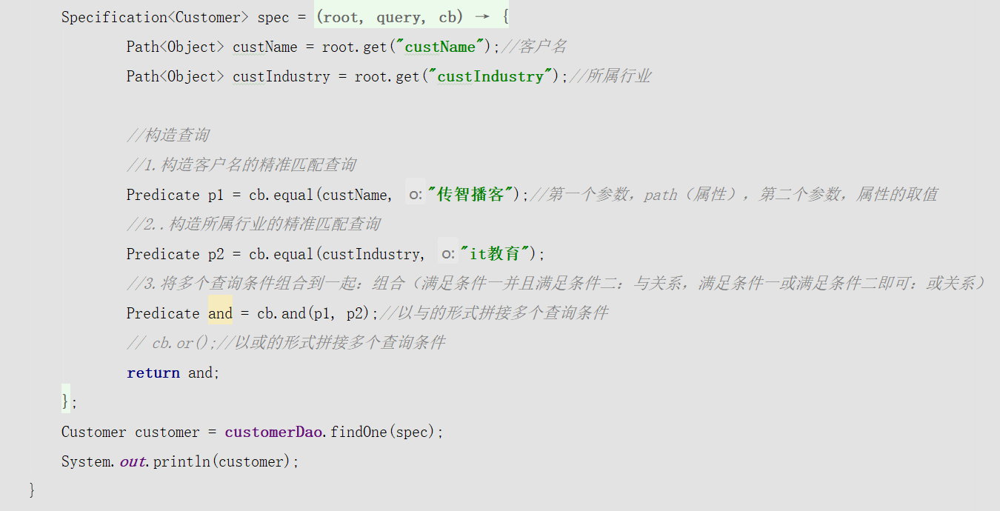 Specification<Customer> spec = (root, query, cb) → {
Path<Object> custName = root.get("custName");//客户名
Path<Object> custIndustry = root.get("custIndustry");//所属行业
//构造查询
//1.构造客户名的精准匹配查询
Predicate p1 = cb.equal(custName, o: "传智播客");//第一个参数，path（属性），第二个参数，属性的取值
//2..构造所属行业的精准匹配查询
Predicate p2 = cb.equal(custIndustry, o: "it教育");
//3.将多个查询条件组合到一起：组合（满足条件一并且满足条件二：与关系，满足条件一或满足条件二即可：或关系）
Predicate and = cb.and(p1, p2);//以与的形式拼接多个查询条件
// cb.or();//以或的形式拼接多个查询条件
return and;
};
Customer customer = customerDao.findOne(spec);
System.out.println(customer);
}